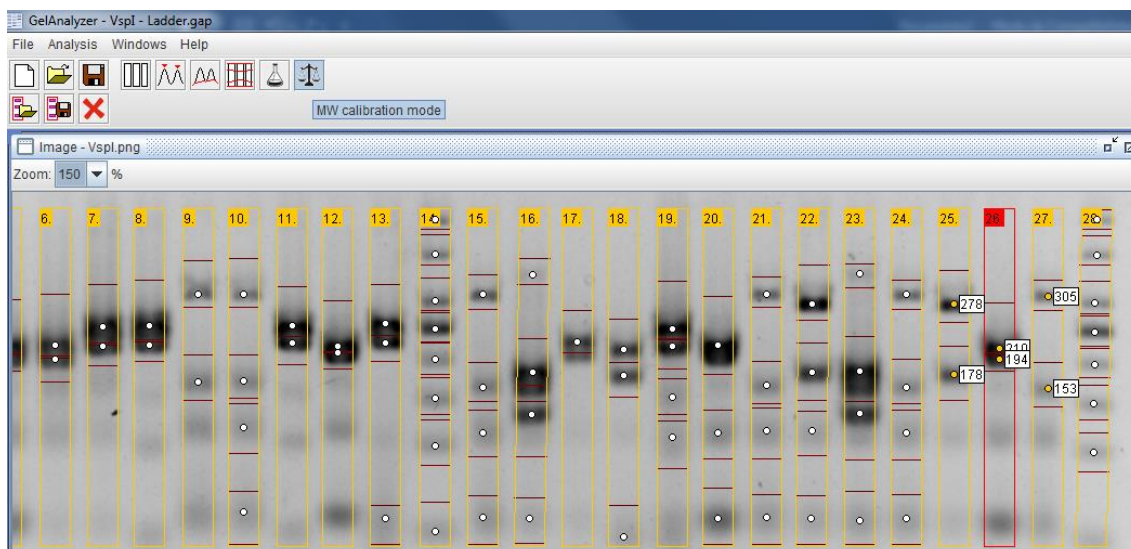 GelAnalyzer - VspI - Ladder.gap
File Analysis Windows Help
MW calibration mode
Image - VspI.png
Zoom: 150 %
6. 7. 8. 9. 10. 11. 12. 13. 14. 15. 16. 17. 18. 19. 20. 21. 22. 23. 24. 25. 26. 27. 28.
305
278
210
194
178
153